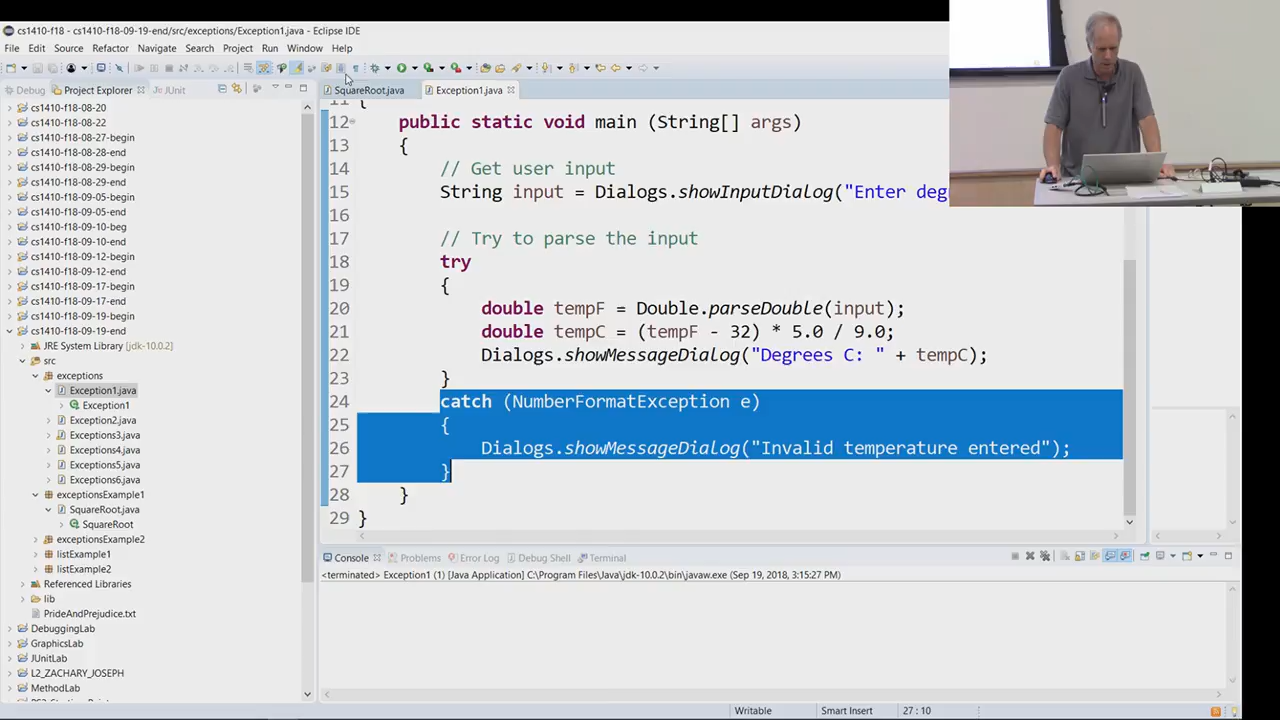 cs1410-f18 - cs1410-f18-09-19-end/src/exceptions/Exception1.java - Eclipse IDE
File Edit Source Refactor Navigate Search Project Run Window Help
Debug Project Explorer JUnit
SquareRoot.java Exception1.java
cs1410-f18-08-20
cs1410-f18-08-22
cs1410-f18-08-27-begin
cs1410-f18-08-28-end
cs1410-f18-08-29-begin
cs1410-f18-08-29-end
cs1410-f18-09-05-begin
cs1410-f18-09-05-end
cs1410-f18-09-10-beg
cs1410-f18-09-10-end
cs1410-f18-09-12-begin
cs1410-f18-09-12-end
cs1410-f18-09-17-begin
cs1410-f18-09-17-end
cs1410-f18-09-19-begin
cs1410-f18-09-19-end
JRE System Library [jdk-10.0.2]
src
exceptions
Exception1.java
Exception1
Exception2.java
Exceptions3.java
Exceptions4.java
Exceptions5.java
Exceptions6.java
exceptionsExample1
SquareRoot.java
SquareRoot
exceptionsExample2
listExample1
listExample2
Referenced Libraries
lib
PrideAndPrejudice.txt
DebuggingLab
GraphicsLab
JUnitLab
L2_ZACHARY_JOSEPH
MethodLab
11 {
12 public static void main (String[] args)
13 {
14 // Get user input
15 String input = Dialogs.showInputDialog("Enter deg
16
17 // Try to parse the input
18 try
19 {
20 double tempF = Double.parseDouble(input);
21 double tempC = (tempF - 32) * 5.0 / 9.0;
22 Dialogs.showMessageDialog("Degrees C: " + tempC);
23 }
24 catch (NumberFormatException e)
25 {
26 Dialogs.showMessageDialog("Invalid temperature entered");
27 }
28 }
29 }
Console Problems Error Log Debug Shell Terminal
<terminated> Exception1 (1) [Java Application] C:\Program Files\Java\jdk-10.0.2\bin\javaw.exe (Sep 19, 2018, 3:15:27 PM)
Writable Smart Insert 27 : 10